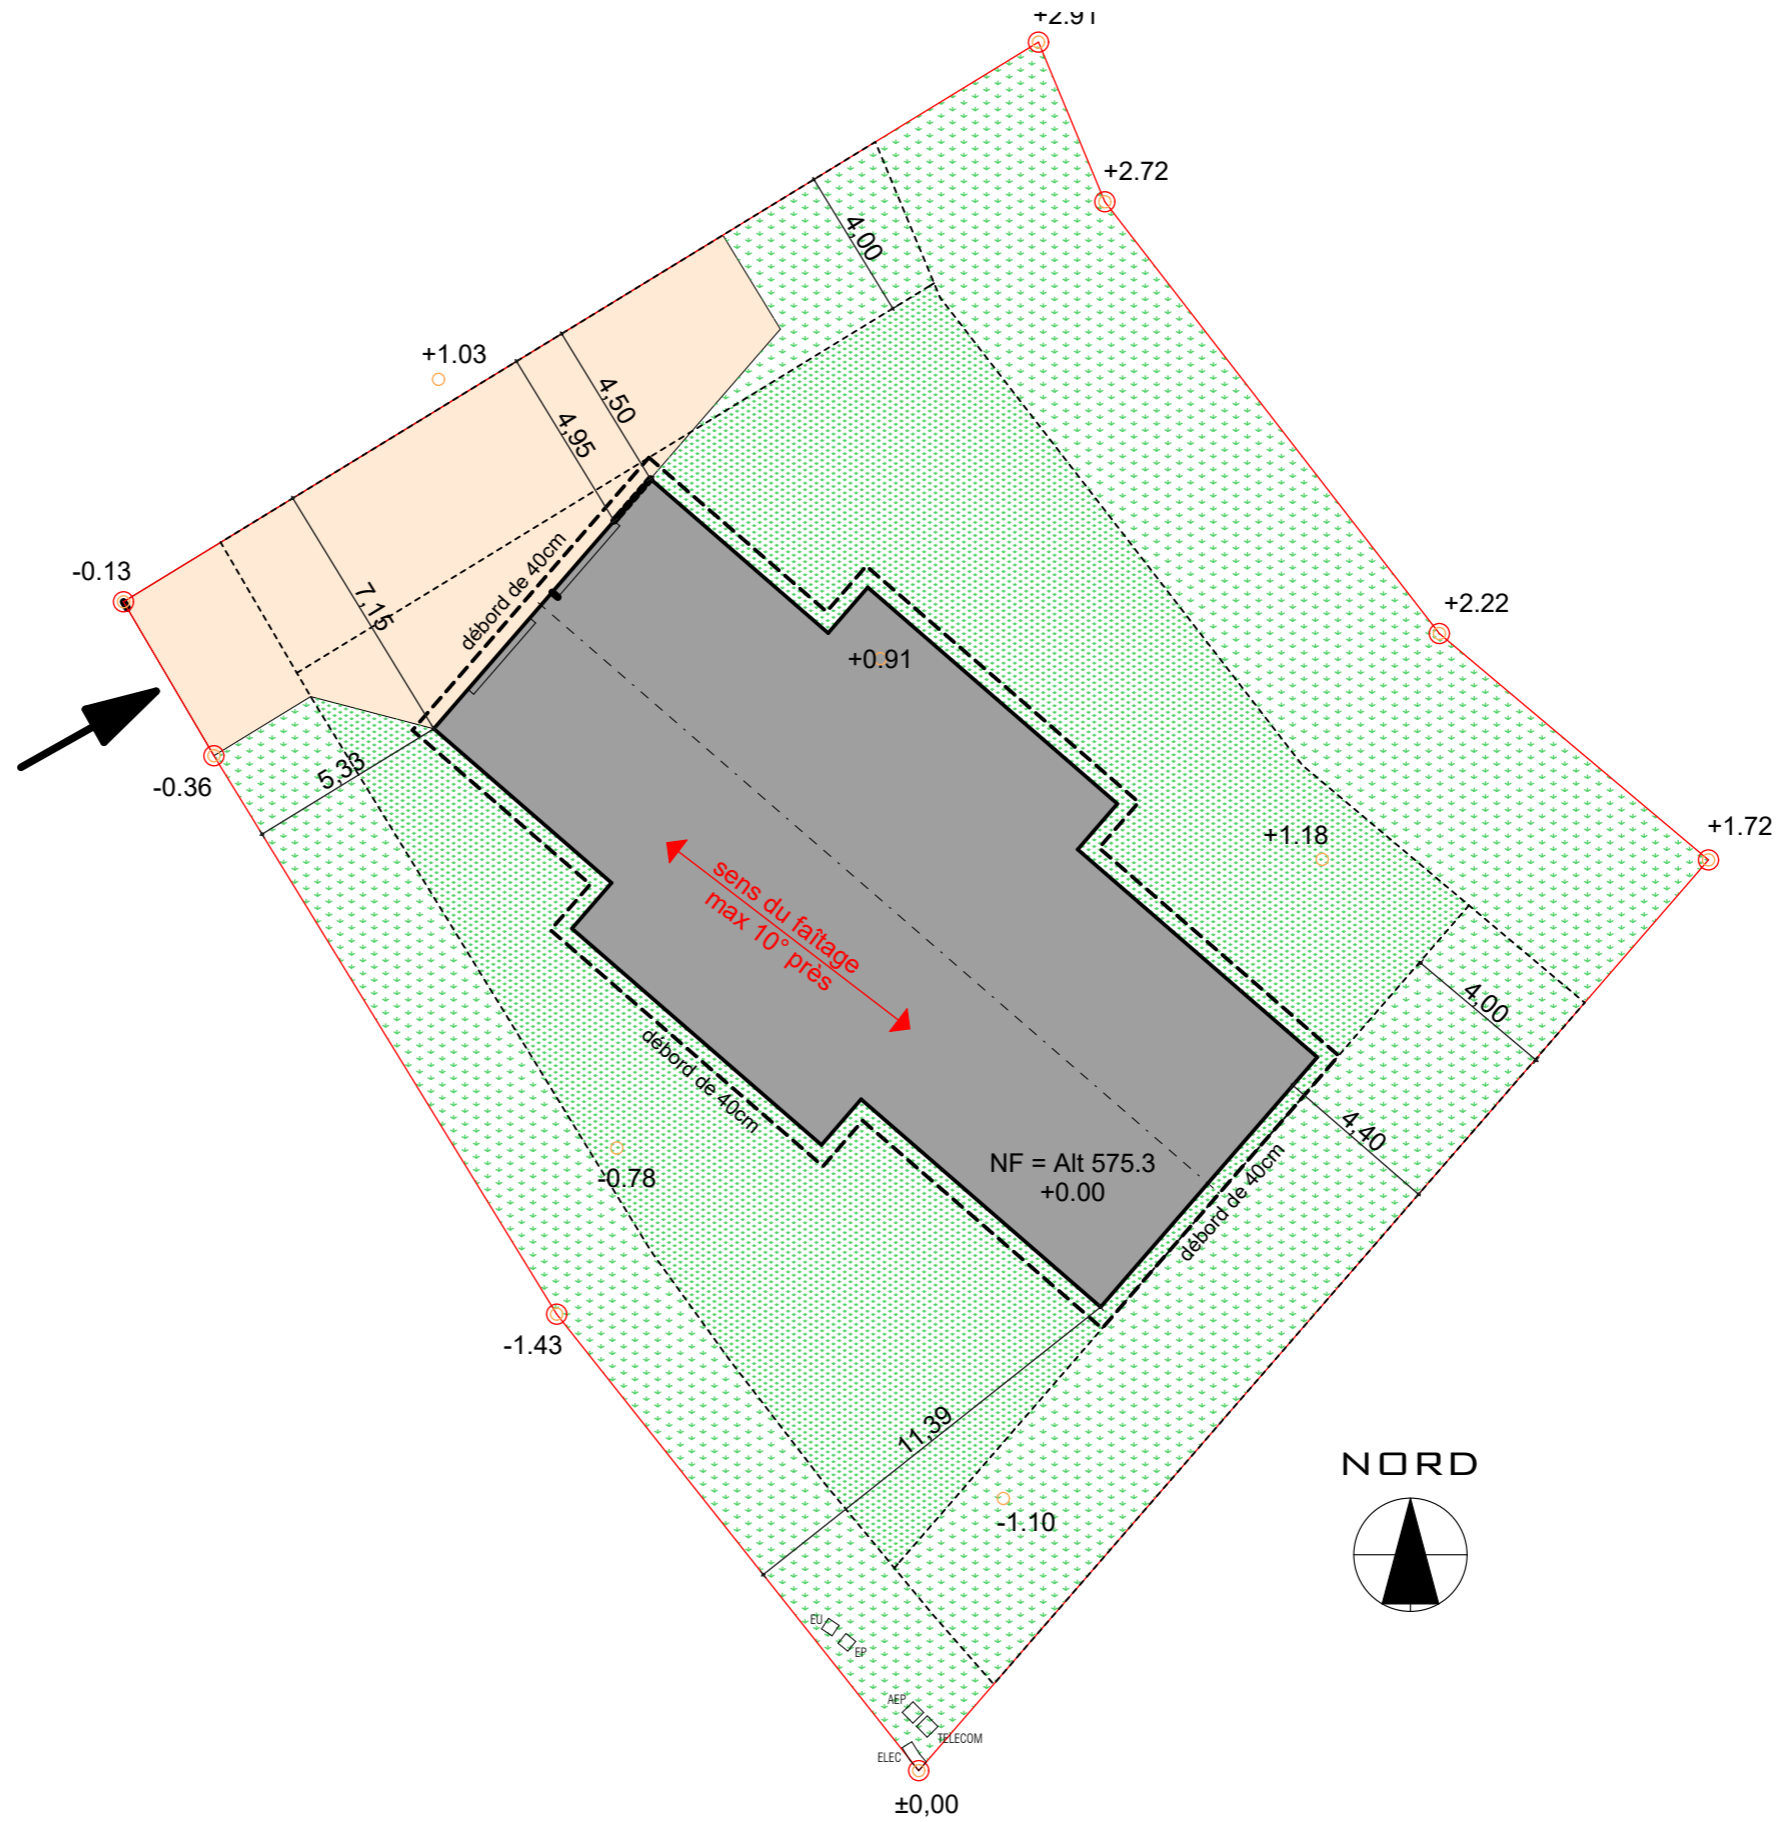 +2.91
+2.72
4,00
+1.03
4,50
4,95
-0.13
7,15
débord de 40cm
+2.22
+0.91
-0.36
5,33
+1.72
+1.18
sens du faîtage
max 10° près
4,00
débord de 40cm
4,40
NF = Alt 575.3
+0.00
débord de 40cm
-0.78
-1.43
11,39
NORD
-1.10
EU
EP
AEP
TELECOM
ELEC
±0,00